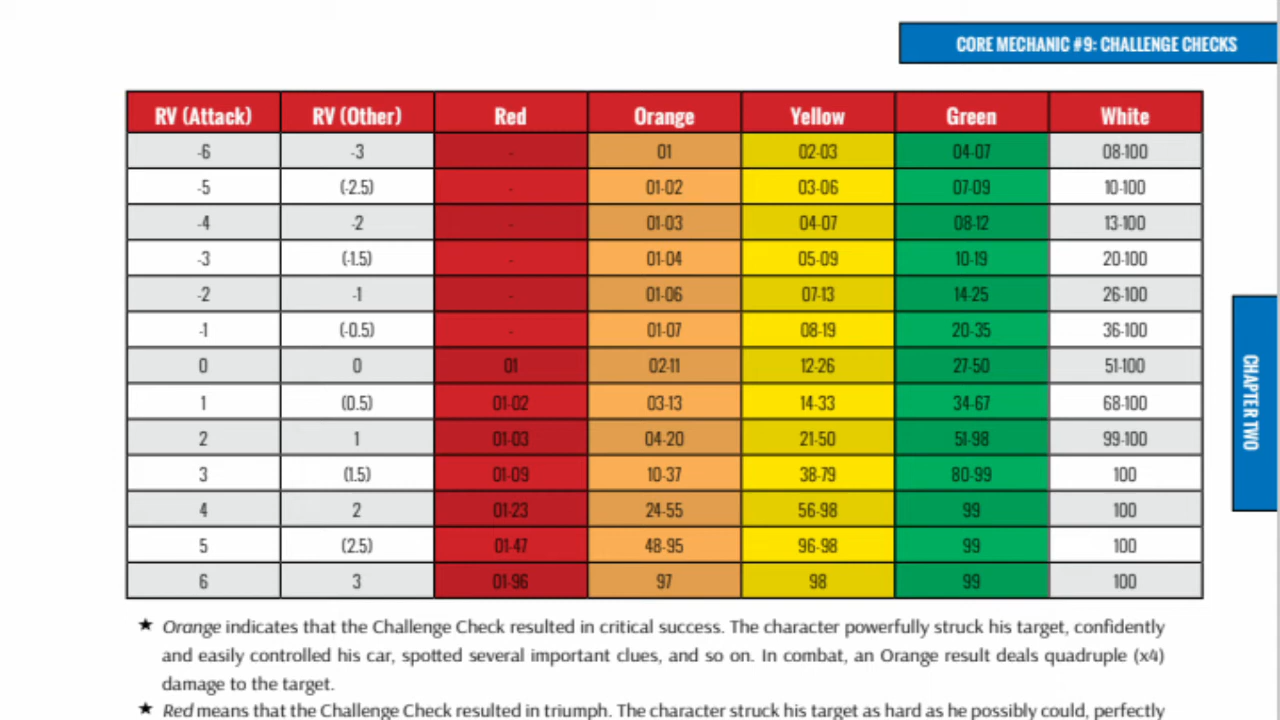 CORE MECHANIC #9: CHALLENGE CHECKS
RV (Attack) RV (Other) Red Orange Yellow Green White
-6 -3 - 01 02-03 04-07 08-100
-5 (-2.5) - 01-02 03-06 07-09 10-100
-4 -2 - 01-03 04-07 08-12 13-100
-3 (-1.5) - 01-04 05-09 10-19 20-100
-2 -1 - 01-06 07-13 14-25 26-100
-1 (-0.5) - 01-07 08-19 20-35 36-100
0 0 01 02-11 12-26 27-50 51-100
1 (0.5) 01-02 03-13 14-33 34-67 68-100
2 1 01-03 04-20 21-50 51-98 99-100
3 (1.5) 01-09 10-37 38-79 80-99 100
4 2 01-23 24-55 56-98 99 100
5 (2.5) 01-47 48-95 96-98 99 100
6 3 01-96 97 98 99 100
CHAPTER TWO
★ Orange indicates that the Challenge Check resulted in critical success. The character powerfully struck his target, confidently
and easily controlled his car, spotted several important clues, and so on. In combat, an Orange result deals quadruple (x4)
damage to the target.
★ Red means that the Challenge Check resulted in triumph. The character struck his target as hard as he possibly could, perfectly